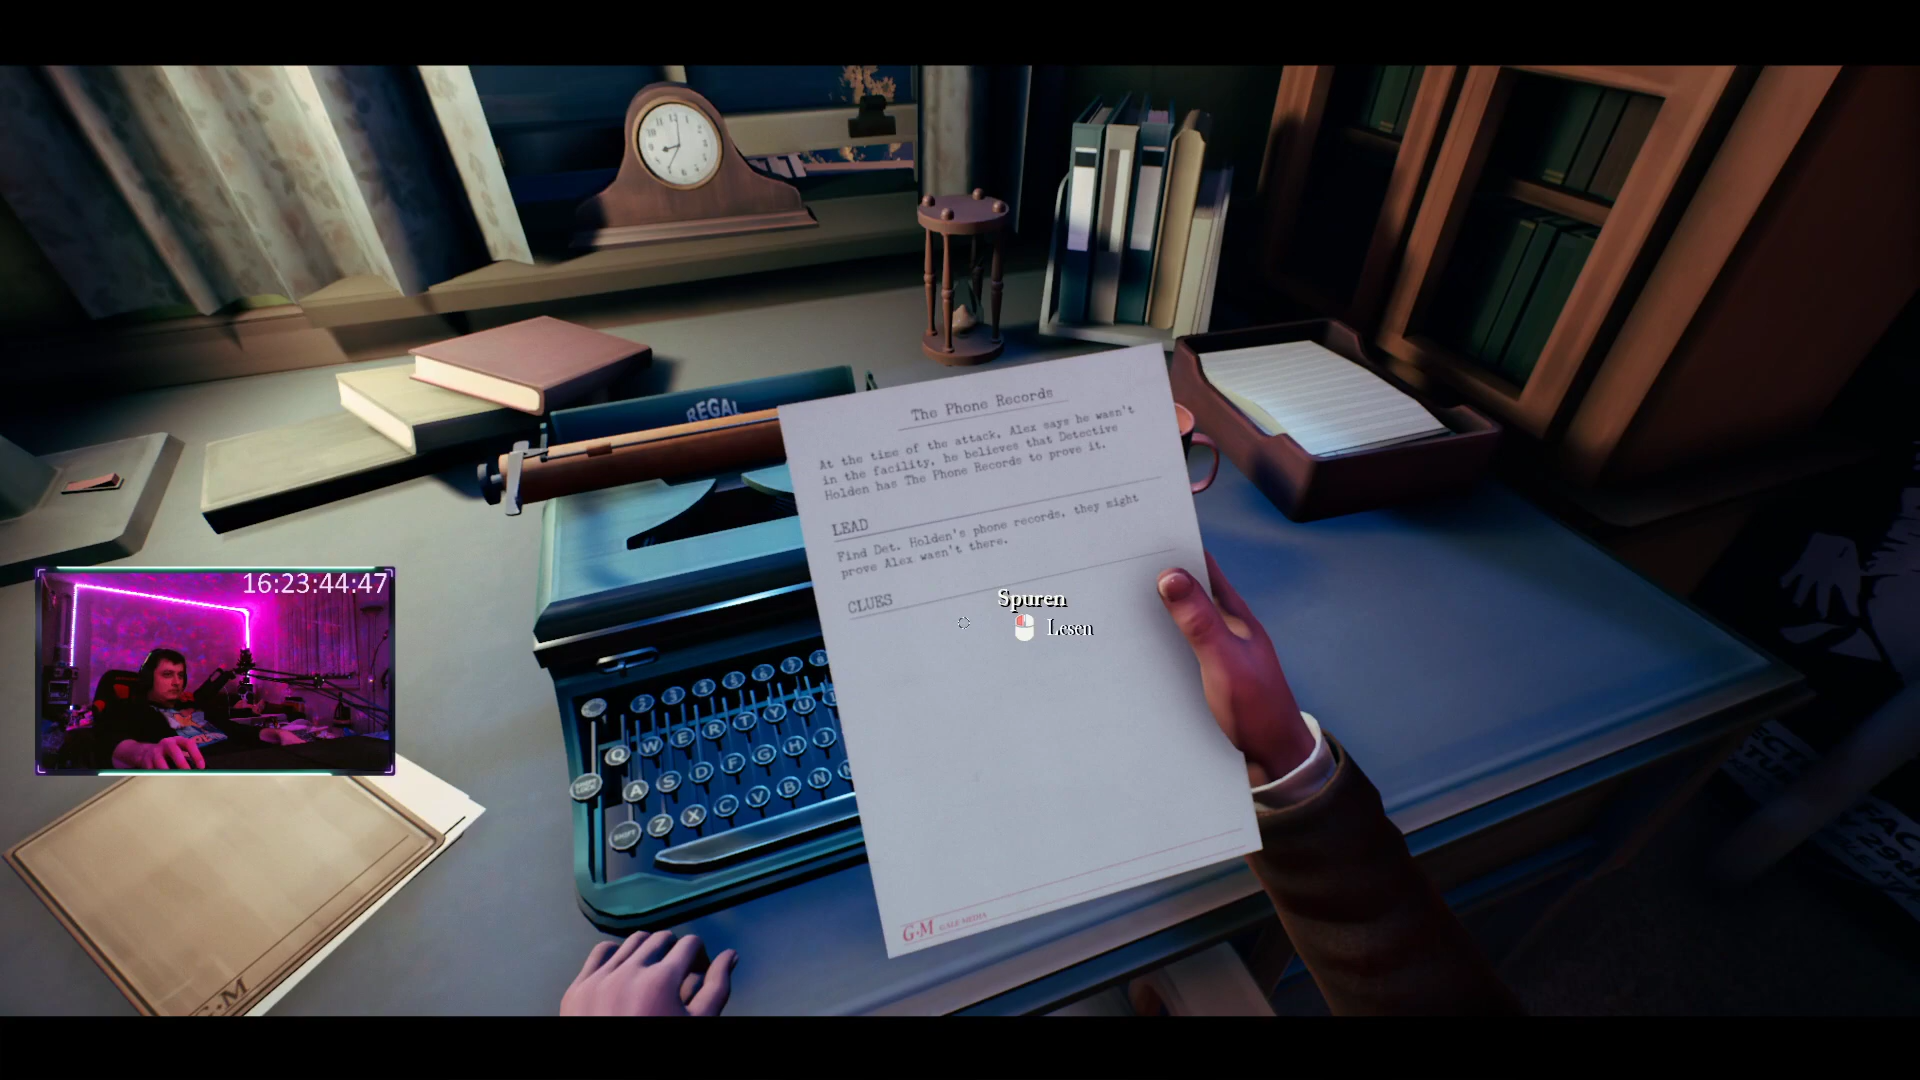 REGAL
The Phone Records
At the time of the attack, Alex says he wasn't
in the facility, he believes that Detective
Holden has The Phone Records to prove it.
LEAD
Find Det. Holden's phone records, they might
prove Alex wasn't there.
CLUES
Spuren
Lesen
16:23:44:47
Q W E R T Y U
A S D F G H J
Z X C V B N
G·M GALE MEDIA